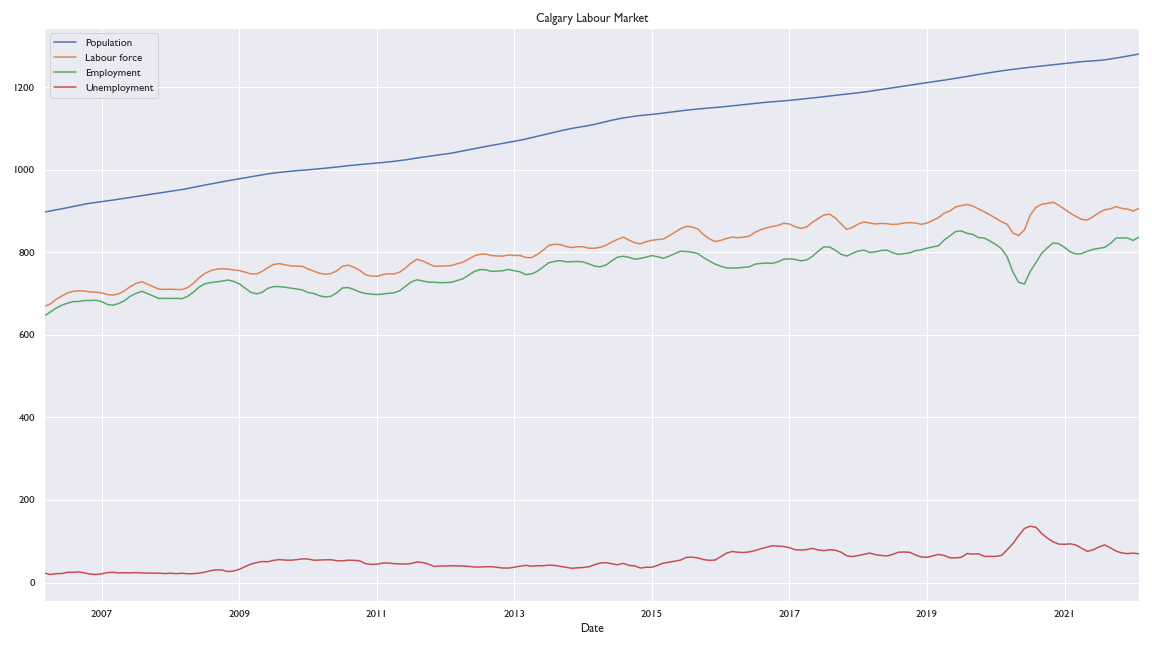 Calgary Labour Market
Population
Labour force
Employment
Unemployment
1200
1000
800
600
400
200
0
2007 2009 2011 2013 2015 2017 2019 2021
Date